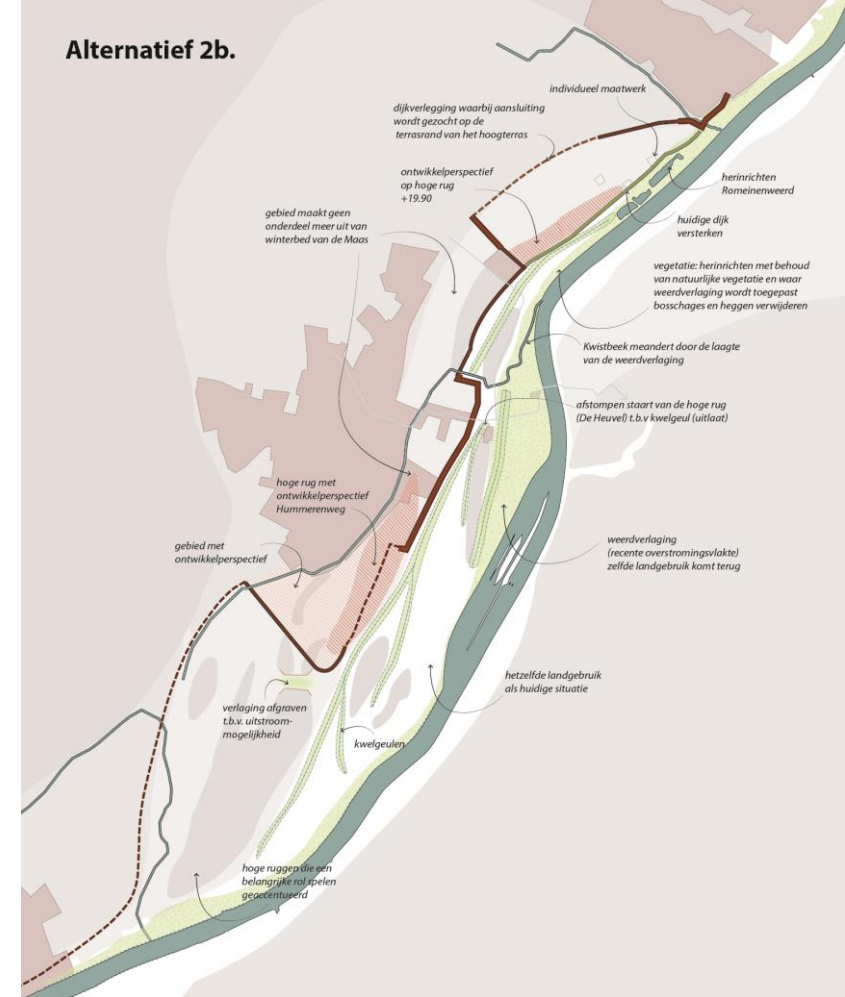 Alternatief 2b.
individueel maatwerk
dijkverlegging waarbij aansluiting
wordt gezocht op de
terrasrand van het hoogterras
ontwikkelperspectief
op hoge rug
+19.90
herinrichten
Romeinenweerd
gebied maakt geen
onderdeel meer uit van
winterbed van de Maas
huidige dijk
versterken
vegetatie: herinrichten met behoud
van natuurlijke vegetatie en waar
weerdverlaging wordt toegepast
bosschages en heggen verwijderen
Kwistbeek meandert door de laagte
van de weerdverlaging
afstompen staart van de hoge rug
(De Heuvel) t.b.v kwelgeul (uitlaat)
hoge rug met
ontwikkelperspectief
Hummerenweg
gebied met
ontwikkelperspectief
weerdverlaging
(recente overstromingsvlakte)
zelfde landgebruik komt terug
hetzelfde landgebruik
als huidige situatie
verlaging afgraven
t.b.v. uitstroom-
mogelijkheid
kwelgeulen
hoge ruggen die een
belangrijke rol spelen
geaccentueerd